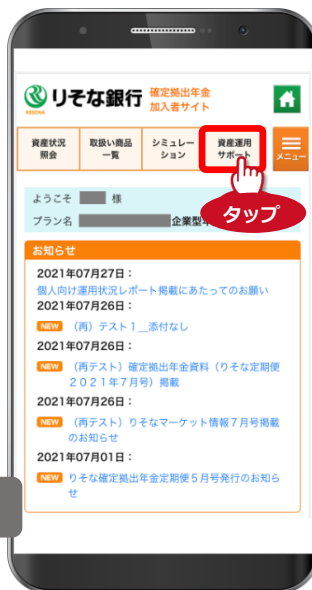 RESONA
りそな銀行
確定拠出年金
加入者サイト
資産状況
照会
取扱い商品
一覧
シミュレー
ション
資産運用
サポート
メニュー
タップ
ようこそ 様
プラン名 企業型
お知らせ
2021年07月27日：
個人向け運用状況レポート掲載にあたってのお願い
2021年07月26日：
NEW （再）テスト１__添付なし
2021年07月26日：
NEW （再テスト）確定拠出年金資料（りそな定期便
２０２１年７月号）掲載
2021年07月26日：
NEW （再テスト）りそなマーケット情報７月号掲載
のお知らせ
2021年07月01日：
NEW りそな確定拠出年金定期便５月号発行のお知ら
せ